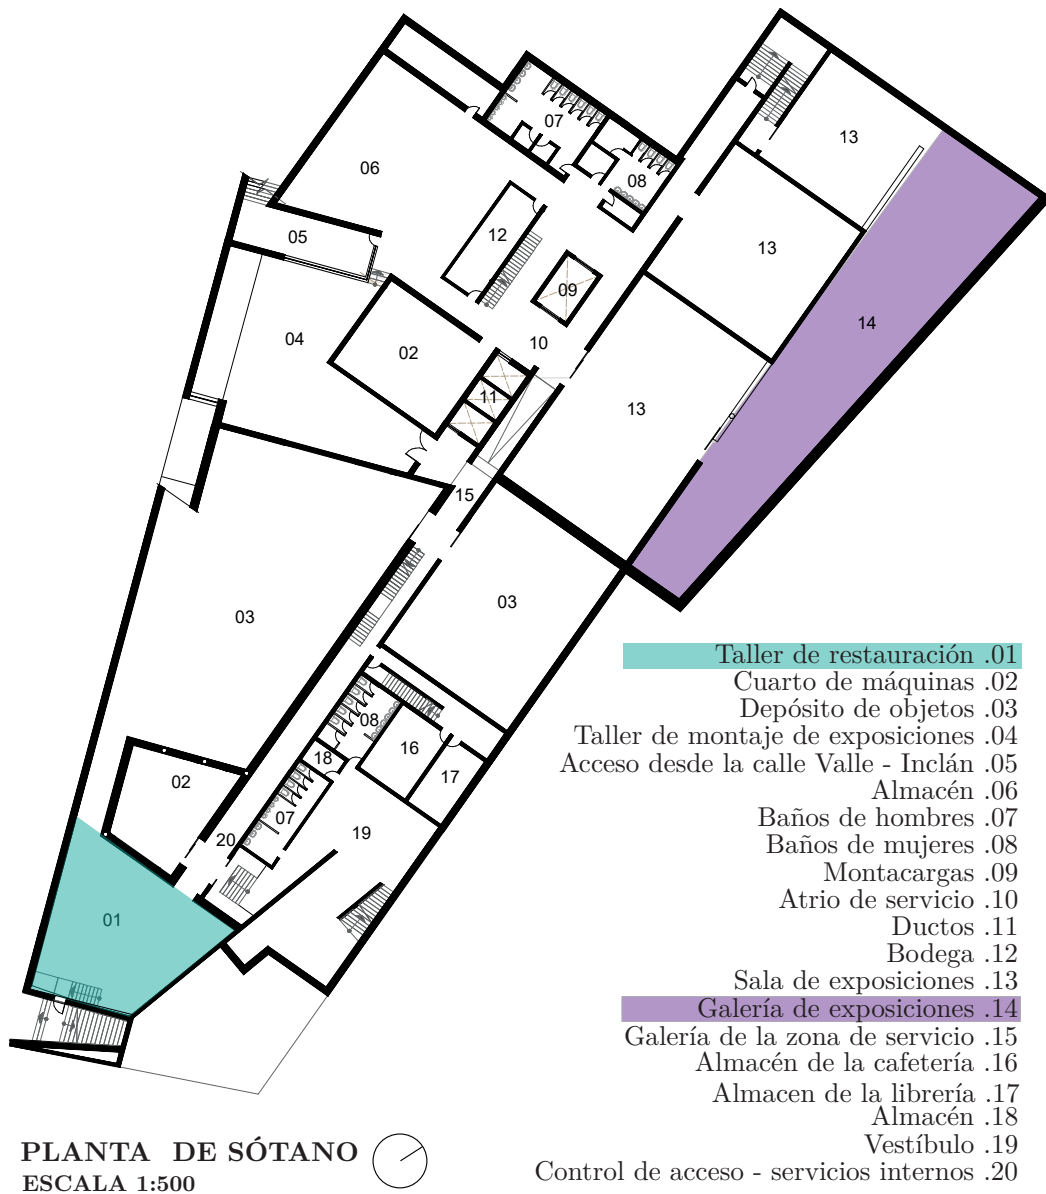 07
13
06
08
05
12
13
09
14
04
02
10
11
13
15
03
03
08
16
18
17
02
07
19
20
01
Taller de restauración .01
Cuarto de máquinas .02
Depósito de objetos .03
Taller de montaje de exposiciones .04
Acceso desde la calle Valle - Inclán .05
Almacén .06
Baños de hombres .07
Baños de mujeres .08
Montacargas .09
Atrio de servicio .10
Ductos .11
Bodega .12
Sala de exposiciones .13
Galería de exposiciones .14
Galería de la zona de servicio .15
Almacén de la cafetería .16
Almacen de la librería .17
Almacén .18
Vestíbulo .19
Control de acceso - servicios internos .20
PLANTA DE SÓTANO
ESCALA 1:500